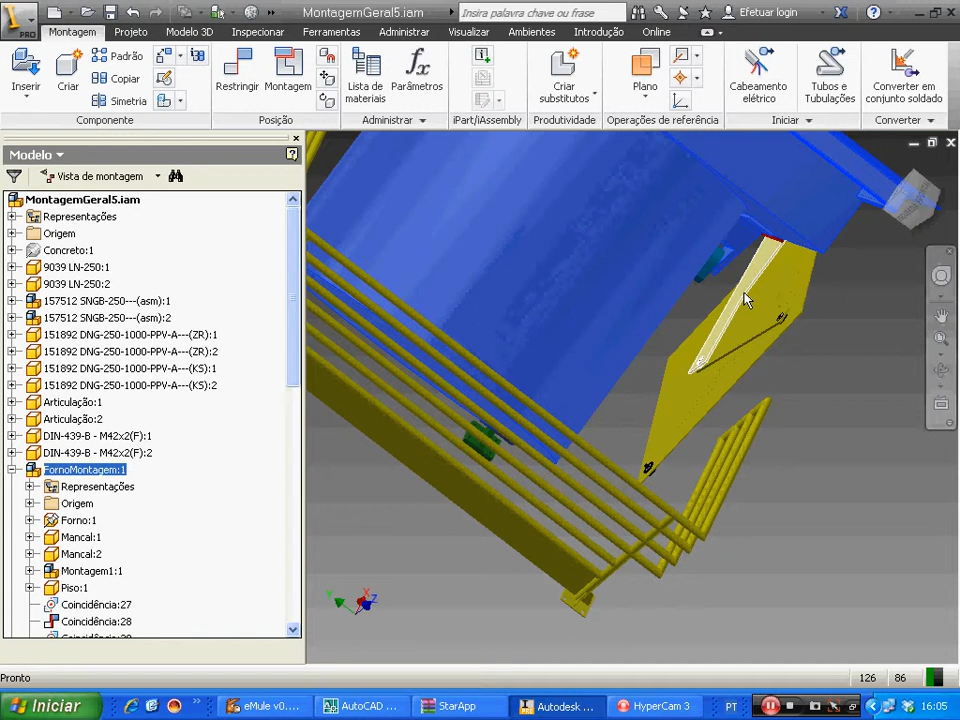 MontagemGeral5.iam
Insira palavra chave ou frase
Efetuar login
PRO
Montagem
Projeto
Modelo 3D
Inspecionar
Ferramentas
Administrar
Visualizar
Ambientes
Introdução
Online
Inserir
Criar
Padrão
Copiar
Simetria
Restringir
Montagem
Lista de materiais
Parâmetros
Criar substitutos
Plano
Cabeamento elétrico
Tubos e Tubulações
Converter em conjunto soldado
Componente
Posição
Administrar
iPart/iAssembly
Produtividade
Operações de referência
Iniciar
Converter
Modelo
Vista de montagem
MontagemGeral5.iam
Representações
Origem
Concreto:1
9039 LN-250:1
9039 LN-250:2
157512 SNGB-250---(asm):1
157512 SNGB-250---(asm):2
151892 DNG-250-1000-PPV-A---(ZR):1
151892 DNG-250-1000-PPV-A---(ZR):2
151892 DNG-250-1000-PPV-A---(KS):1
151892 DNG-250-1000-PPV-A---(KS):2
Articulação:1
Articulação:2
DIN-439-B - M42x2(F):1
DIN-439-B - M42x2(F):2
FornoMontagem:1
Representações
Origem
Forno:1
Mancal:1
Mancal:2
Montagem1:1
Piso:1
Coincidência:27
Coincidência:28
Y
X
Z
Pronto
126
86
Iniciar
eMule v0....
AutoCAD ...
StarApp
Autodesk ...
HyperCam 3
PT
16:05